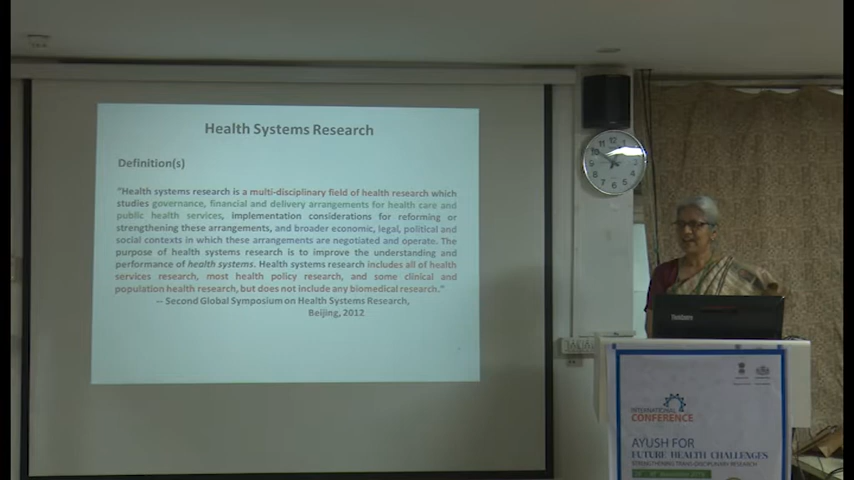 Health Systems Research
Definition(s)
"Health systems research is a multi-disciplinary field of health research which
studies governance, financial and delivery arrangements for health care and
public health services, implementation considerations for reforming or
strengthening these arrangements, and broader economic, legal, political and
social contexts in which these arrangements are negotiated and operate. The
purpose of health systems research is to improve the understanding and
performance of health systems. Health systems research includes all of health
services research, most health policy research, and some clinical and
population health research, but does not include any biomedical research."
-- Second Global Symposium on Health Systems Research,
Beijing, 2012
INTERNATIONAL
CONFERENCE
AYUSH FOR
FUTURE HEALTH CHALLENGES
STRENGTHENING TRANS-DISCIPLINARY RESEARCH